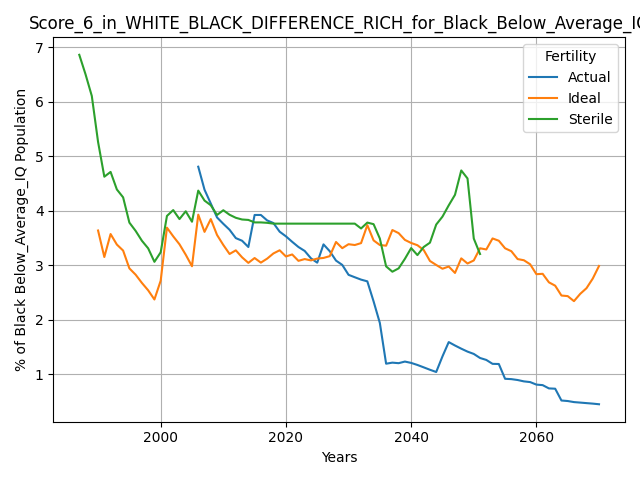 Score_6_in_WHITE_BLACK_DIFFERENCE_RICH_for_Black_Below_Average_IQ
7
6
5
4
3
2
1
% of Black Below_Average_IQ Population
Fertility
Actual
Ideal
Sterile
2000
2020
2040
2060
Years